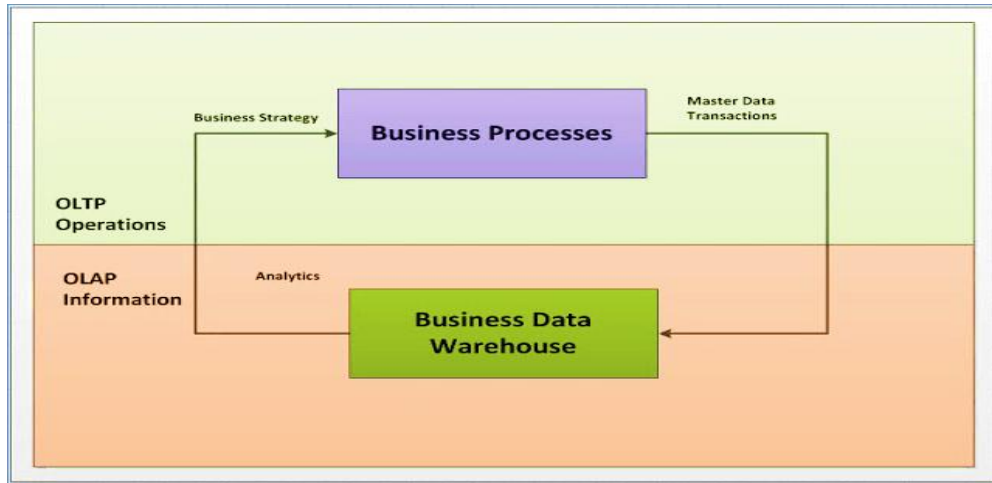 Business Strategy
Business Processes
Master Data
Transactions
OLTP
Operations
OLAP
Information
Analytics
Business Data
Warehouse